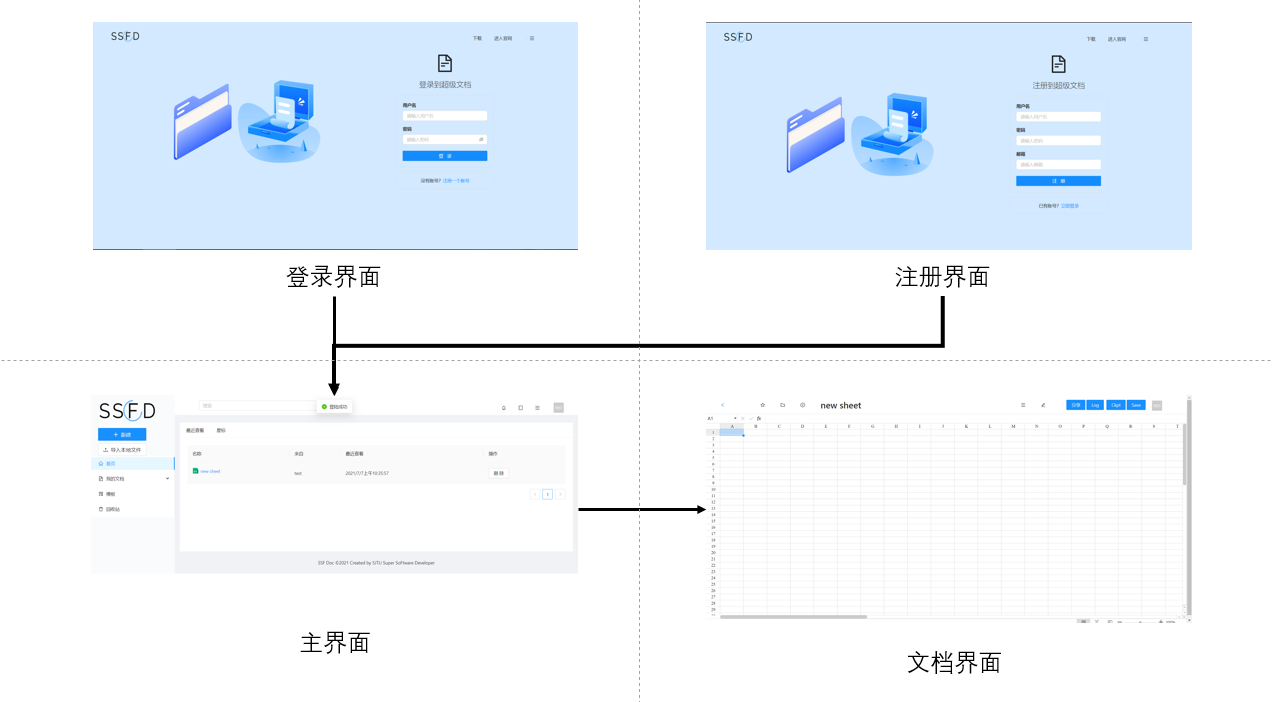 SSFD
下载
进入官网
登录到超级文档
用户名
请输入用户名
密码
请输入密码
登 录
没有账号? 注册一个账号
登录界面
SSFD
下载
进入官网
注册到超级文档
用户名
请输入用户名
密码
请输入密码
邮箱
请输入邮箱
注 册
已有账号? 立即登录
注册界面
SSFD
+ 新建
导入本地文件
首页
我的文档
模板
回收站
搜索
登陆成功
最近查看
星标
名称
来自
最近查看
操作
new sheet
test
2021/7/7上午10:35:57
删 除
1
SSF Doc ©2021 Created by SJTU Super Software Developer
主界面
new sheet
分享
Log
Ckpt
Save
A1
fx
A B C D E F G H I J K L M N O P Q R S T
1
2
3
4
5
6
7
8
9
10
11
12
13
14
15
16
17
18
19
20
21
22
23
24
25
26
27
28
29
文档界面